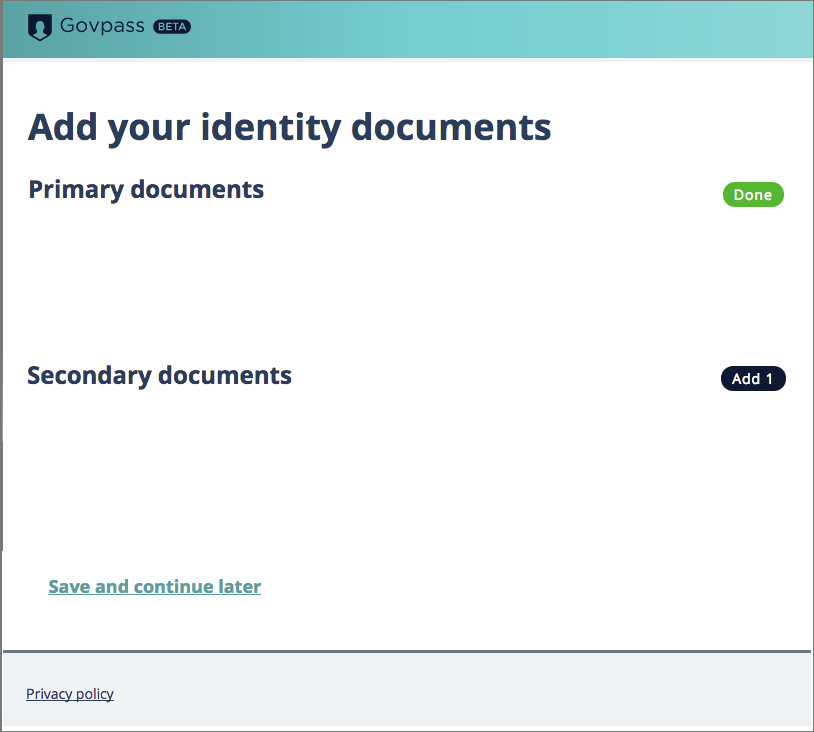 Govpass BETA
Add your identity documents
Primary documents
Done
Secondary documents
Add 1
Save and continue later
Privacy policy